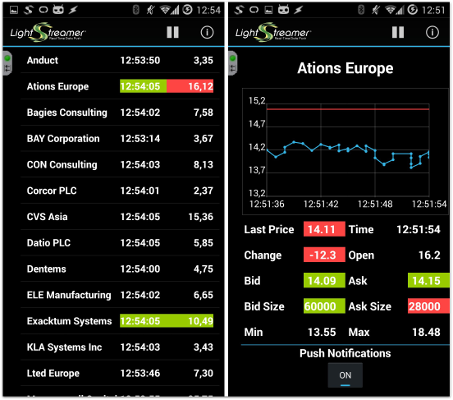 12:54
LightStreamer
Anduct 12:53:50 3,35
Ations Europe 12:54:05 16,12
Bagies Consulting 12:54:02 7,58
BAY Corporation 12:53:14 3,67
CON Consulting 12:54:03 8,13
Corcor PLC 12:54:01 2,37
CVS Asia 12:54:05 15,36
Datio PLC 12:54:05 5,85
Dentems 12:54:00 4,75
ELE Manufacturing 12:54:02 6,65
Exacktum Systems 12:54:05 10,49
KLA Systems Inc 12:54:03 3,43
Lted Europe 12:53:46 7,30
12:51
LightStreamer
Ations Europe
15,2
14,7
14,2
13,7
13,2
12:51:36 12:51:42 12:51:48 12:51:54
Last Price 14.11 Time 12:51:54
Change -12.3 Open 16.2
Bid 14.09 Ask 14.15
Bid Size 60000 Ask Size 28000
Min 13.55 Max 18.48
Push Notifications
ON